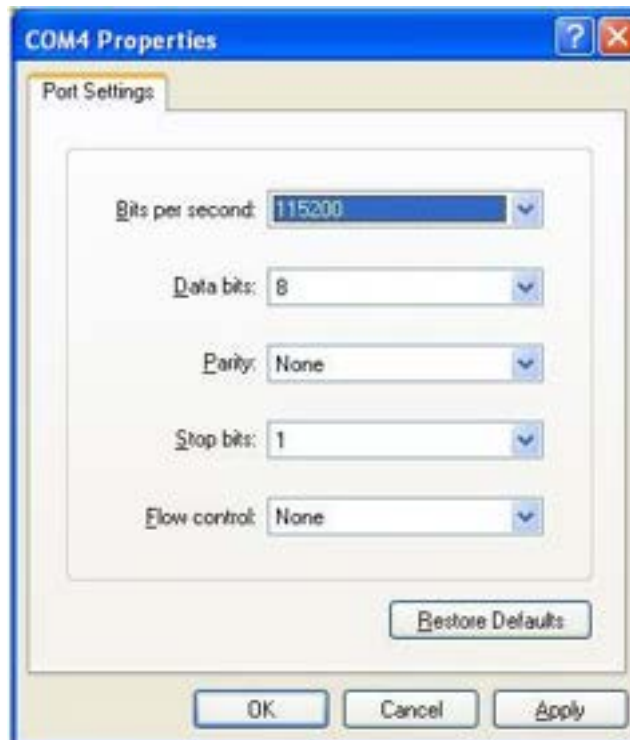 COM4 Properties
Port Settings
Bits per second: 115200
Data bits: 8
Parity: None
Stop bits: 1
Flow control: None
Restore Defaults
OK Cancel Apply